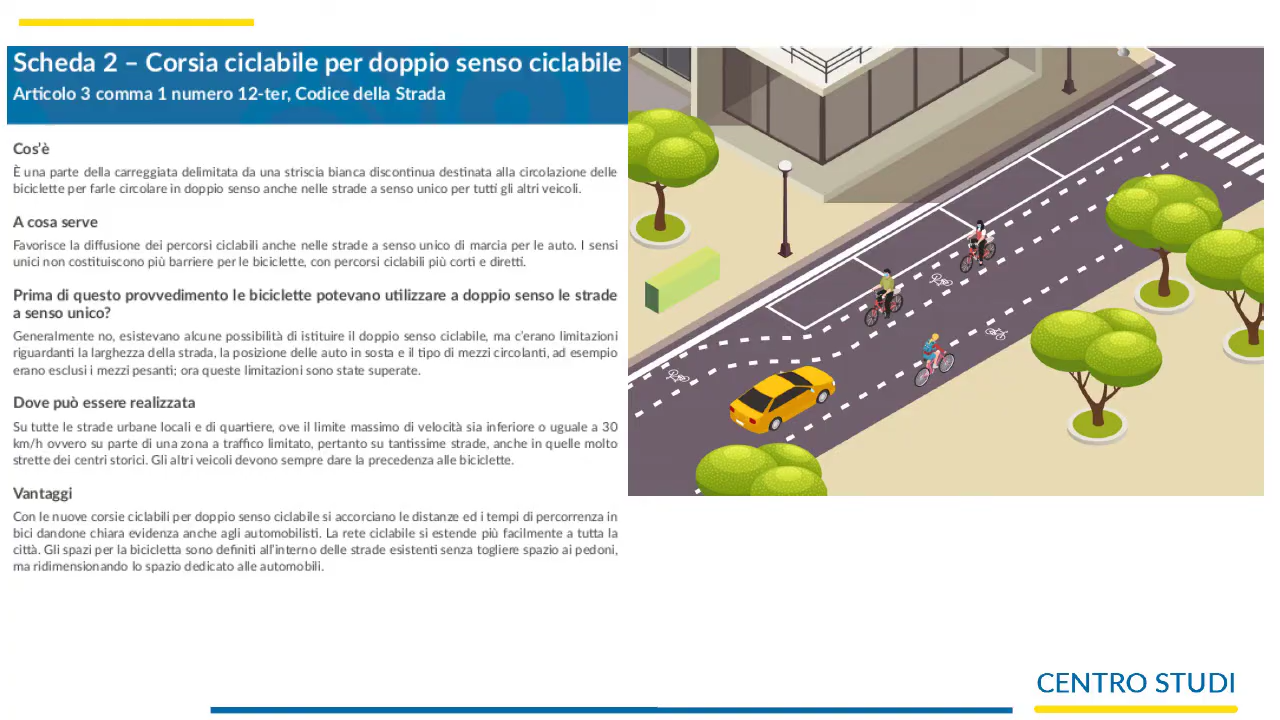 Scheda 2 – Corsia ciclabile per doppio senso ciclabile
Articolo 3 comma 1 numero 12-ter, Codice della Strada
Cos'è
È una parte della carreggiata delimitata da una striscia bianca discontinua destinata alla circolazione delle
biciclette per farle circolare in doppio senso anche nelle strade a senso unico per tutti gli altri veicoli.
A cosa serve
Favorisce la diffusione dei percorsi ciclabili anche nelle strade a senso unico di marcia per le auto. I sensi
unici non costituiscono più barriere per le biciclette, con percorsi ciclabili più corti e diretti.
Prima di questo provvedimento le biciclette potevano utilizzare a doppio senso le strade
a senso unico?
Generalmente no, esistevano alcune possibilità di istituire il doppio senso ciclabile, ma c'erano limitazioni
riguardanti la larghezza della strada, la posizione delle auto in sosta e il tipo di mezzi circolanti, ad esempio
erano esclusi i mezzi pesanti; ora queste limitazioni sono state superate.
Dove può essere realizzata
Su tutte le strade urbane locali e di quartiere, ove il limite massimo di velocità sia inferiore o uguale a 30
km/h ovvero su parte di una zona a traffico limitato, pertanto su tantissime strade, anche in quelle molto
strette dei centri storici. Gli altri veicoli devono sempre dare la precedenza alle biciclette.
Vantaggi
Con le nuove corsie ciclabili per doppio senso ciclabile si accorciano le distanze ed i tempi di percorrenza in
bici dandone chiara evidenza anche agli automobilisti. La rete ciclabile si estende più facilmente a tutta la
città. Gli spazi per la bicicletta sono definiti all'interno delle strade esistenti senza togliere spazio ai pedoni,
ma ridimensionando lo spazio dedicato alle automobili.
CENTRO STUDI